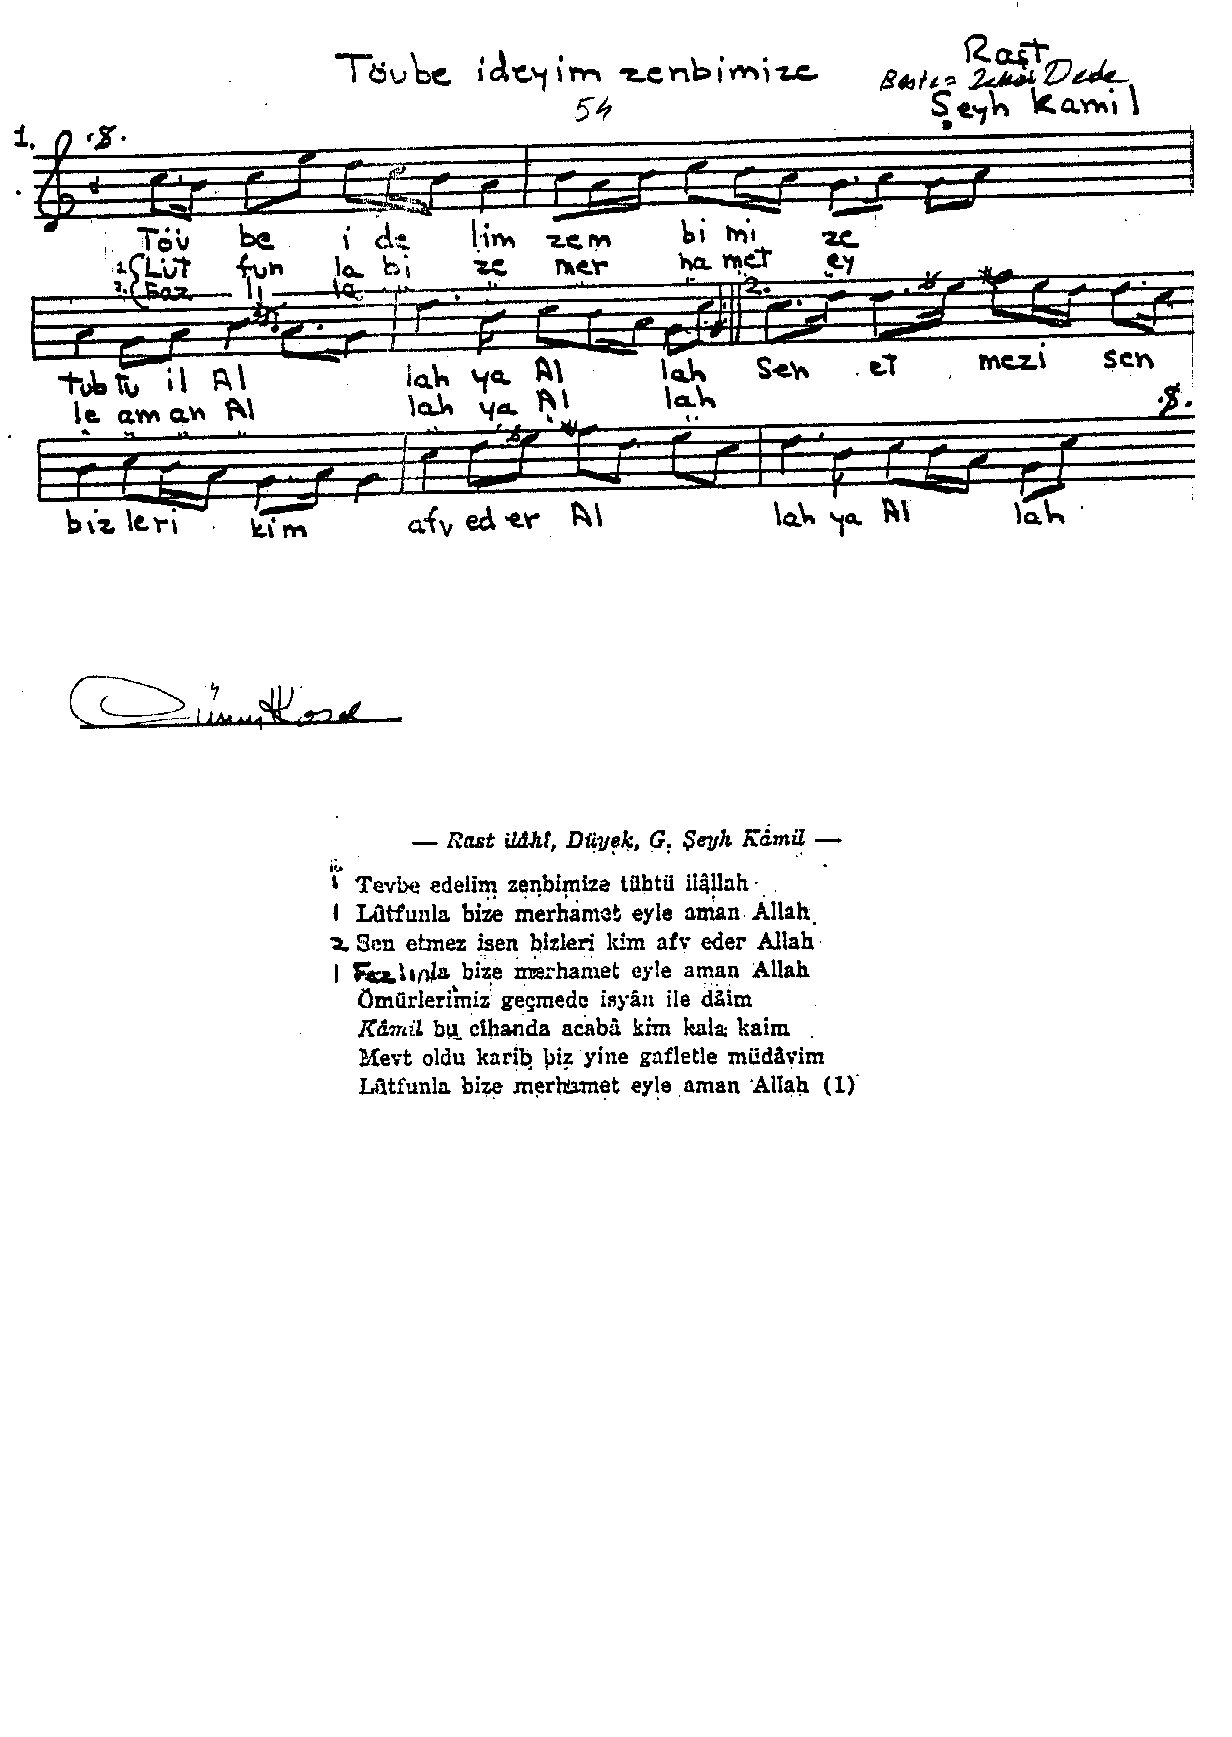 Tövbe ideyim zenbimize
Rast
Beste = Zekai Dede
Şeyh Kamil
54
1.
Töv be i de lim zem bi mi ze
1. Lüt fun la bi ze mer ha met ey
2. Faz lı la
2.
tub tu il Al lah ya Al lah Sen et mezi sen
le aman Al lah ya Al lah
biz leri kim afv ed er Al lah ya Al lah
— Rast ilâhî, Düyek, G. Şeyh Kâmil —
1 Tevbe edelim zenbimize tübtü ilâllah
1 Lûtfunla bize merhamet eyle aman Allah
2 Sen etmez isen bizleri kim afv eder Allah
1 Fazlınla bize merhamet eyle aman Allah
Ömürlerimiz geçmede isyân ile dâim
Kâmil bu cihanda acabâ kim kala kaim
Mevt oldu karib biz yine gafletle müdâvim
Lûtfunla bize merhamet eyle aman Allah (1)